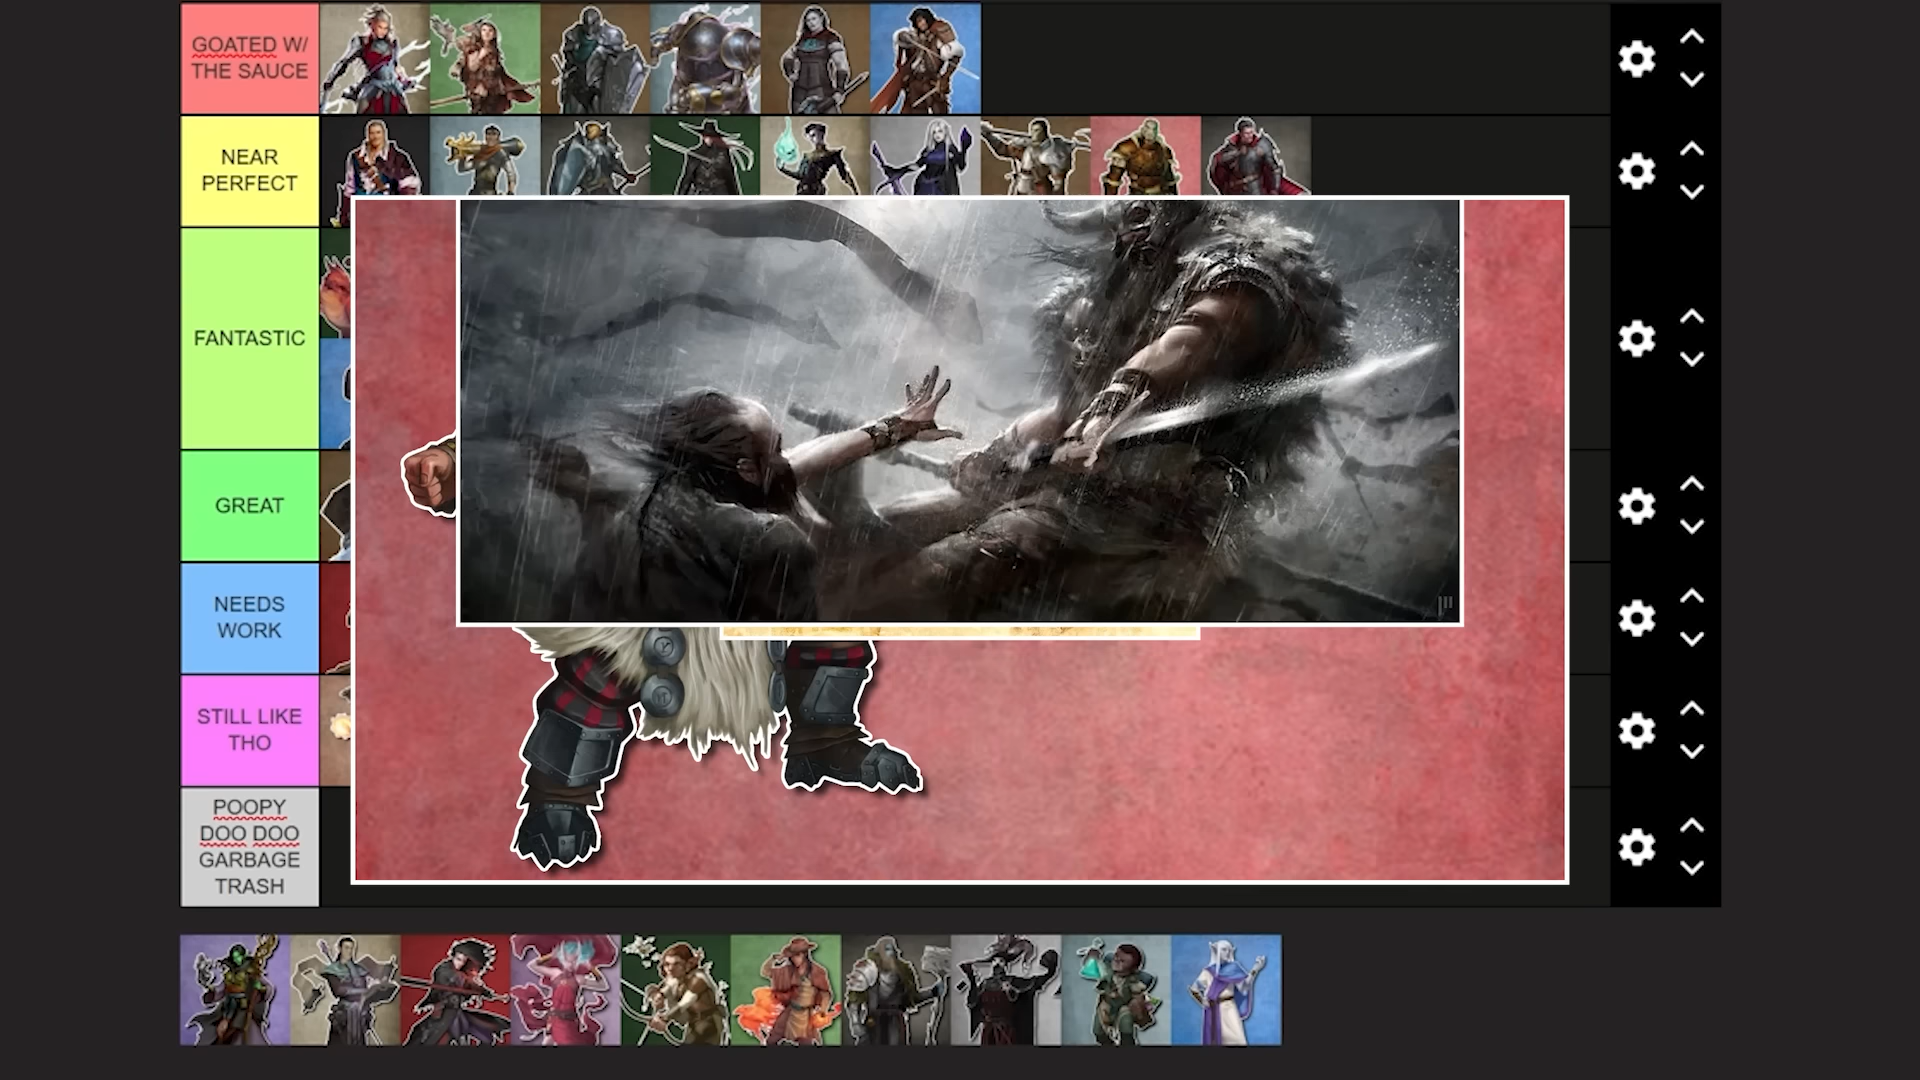 GOATED W/
THE SAUCE
NEAR
PERFECT
FANTASTIC
GREAT
NEEDS
WORK
STILL LIKE
THO
POOPY
DOO DOO
GARBAGE
TRASH